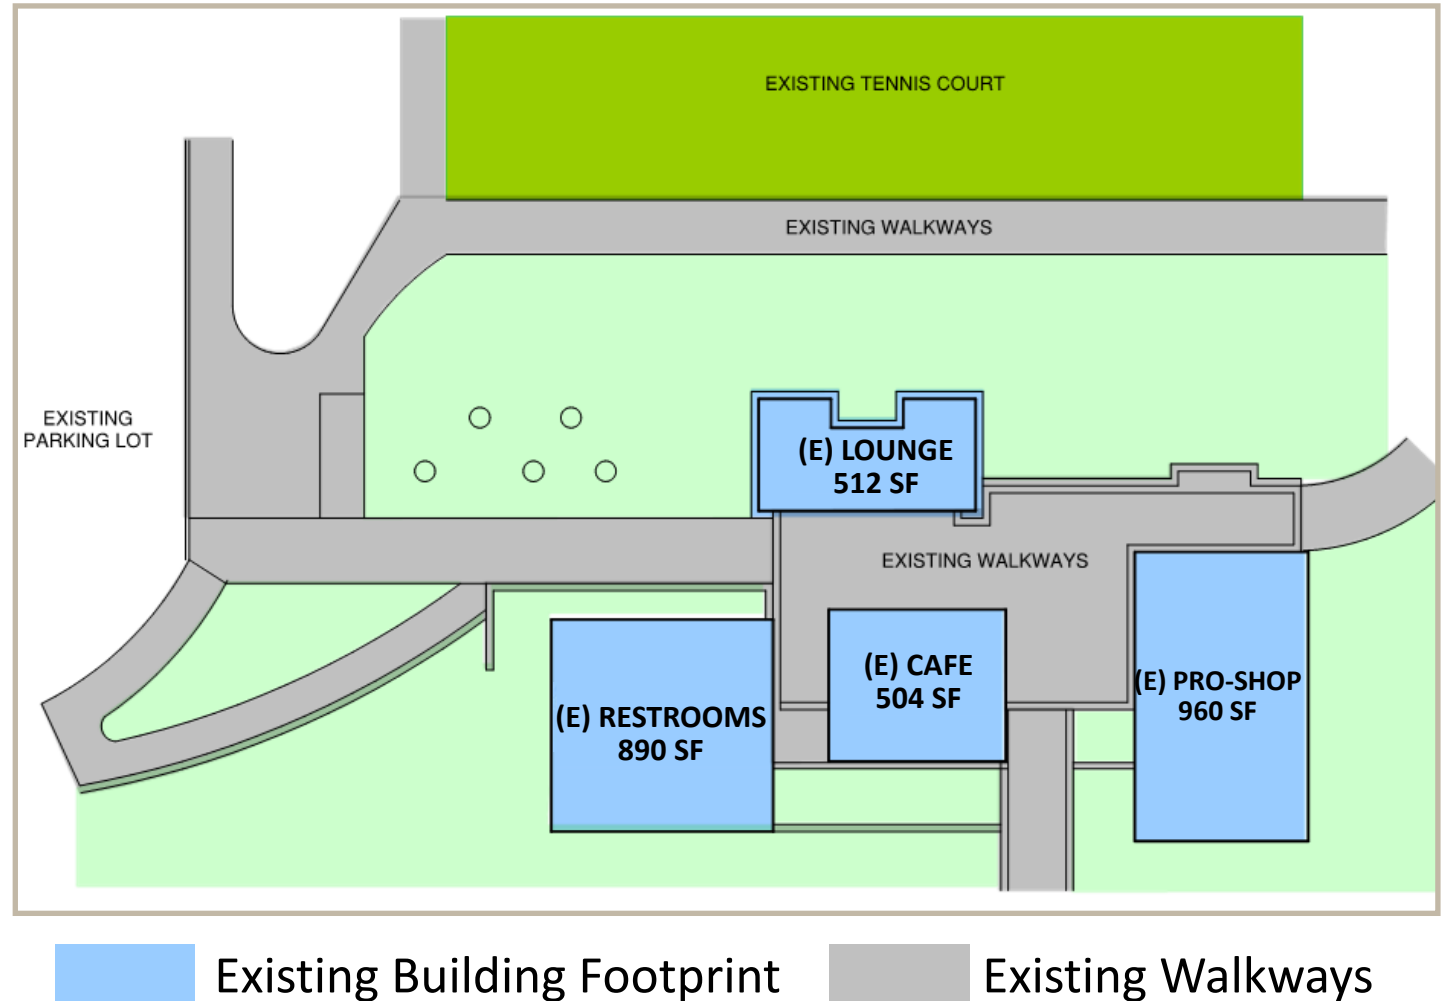 EXISTING TENNIS COURT
EXISTING WALKWAYS
EXISTING
PARKING LOT
(E) LOUNGE
512 SF
EXISTING WALKWAYS
(E) CAFE
504 SF
(E) PRO-SHOP
960 SF
(E) RESTROOMS
890 SF
Existing Building Footprint
Existing Walkways